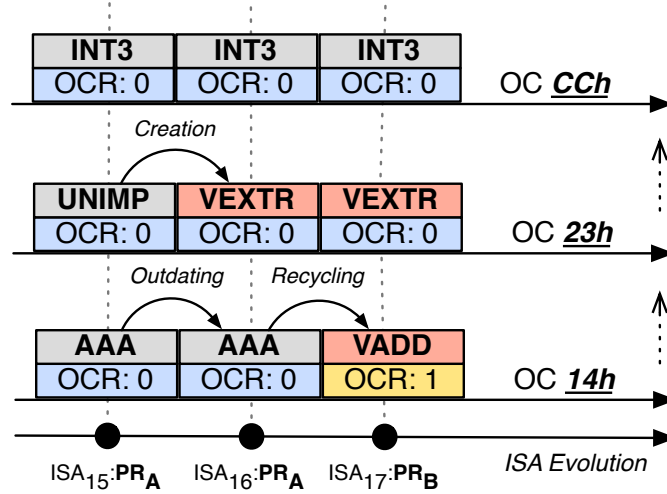 INT3 INT3 INT3
OCR: 0 OCR: 0 OCR: 0 OC CCh
Creation
UNIMP VEXTR VEXTR
OCR: 0 OCR: 0 OCR: 0 OC 23h
Outdating Recycling
AAA AAA VADD
OCR: 0 OCR: 0 OCR: 1 OC 14h
ISA15:PRA ISA16:PRA ISA17:PRB ISA Evolution